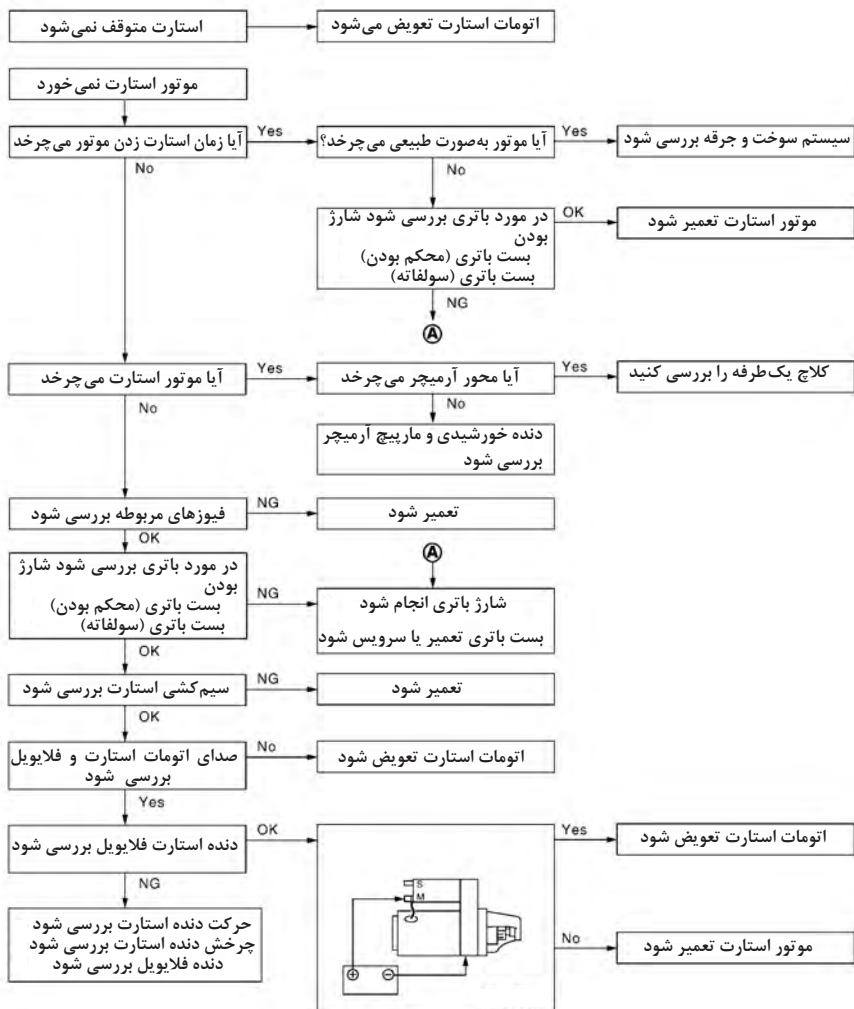 استارت متوقف نمی‌شود
اتومات استارت تعویض می‌شود
موتور استارت نمی‌خورد
آیا زمان استارت زدن موتور می‌چرخد
Yes
آیا موتور به‌صورت طبیعی می‌چرخد؟
Yes
سیستم سوخت و جرقه بررسی شود
No
No
در مورد باتری بررسی شود شارژ
بودن
بست باتری (محکم بودن)
بست باتری (سولفاته)
OK
موتور استارت تعمیر شود
NG
A
آیا موتور استارت می‌چرخد
Yes
آیا محور آرمیچر می‌چرخد
Yes
کلاچ یک‌طرفه را بررسی کنید
No
No
دنده خورشیدی و مارپیچ آرمیچر
بررسی شود
فیوزهای مربوطه بررسی شود
NG
تعمیر شود
OK
A
در مورد باتری بررسی شود شارژ
بودن
بست باتری (محکم بودن)
بست باتری (سولفاته)
NG
شارژ باتری انجام شود
بست باتری تعمیر یا سرویس شود
OK
سیم‌کشی استارت بررسی شود
NG
تعمیر شود
OK
صدای اتومات استارت و فلایویل
بررسی شود
No
اتومات استارت تعویض شود
Yes
دنده استارت فلایویل بررسی شود
OK
S
M
+
−
Yes
اتومات استارت تعویض شود
No
موتور استارت تعمیر شود
NG
حرکت دنده استارت بررسی شود
چرخش دنده استارت بررسی شود
دنده فلایویل بررسی شود